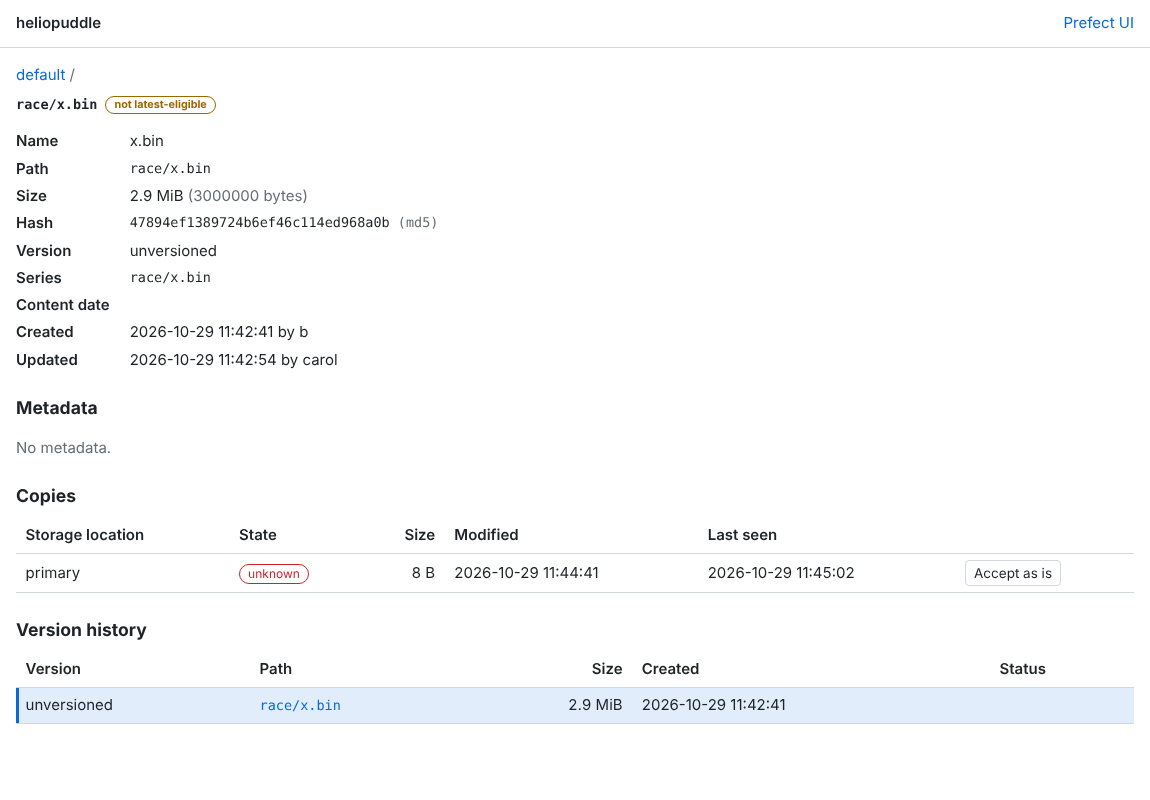 heliopuddle Prefect UI
default /
race/x.bin not latest-eligible
Name x.bin
Path race/x.bin
Size 2.9 MiB (3000000 bytes)
Hash 47894ef1389724b6ef46c114ed968a0b (md5)
Version unversioned
Series race/x.bin
Content date
Created 2026-10-29 11:42:41 by b
Updated 2026-10-29 11:42:54 by carol
Metadata
No metadata.
Copies
Storage location State Size Modified Last seen
primary unknown 8 B 2026-10-29 11:44:41 2026-10-29 11:45:02 Accept as is
Version history
Version Path Size Created Status
unversioned race/x.bin 2.9 MiB 2026-10-29 11:42:41